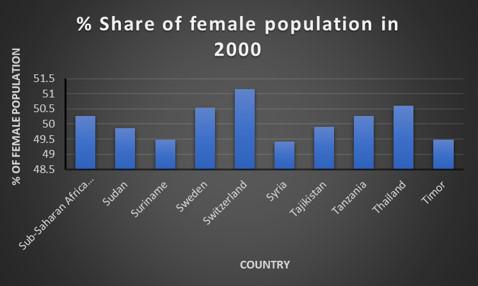 % Share of female population in
2000
% OF FEMALE POPULATION
51.5
51
50.5
50
49.5
49
48.5
Sub-Saharan Africa...
Sudan
Suriname
Sweden
Switzerland
Syria
Tajikistan
Tanzania
Thailand
Timor
COUNTRY